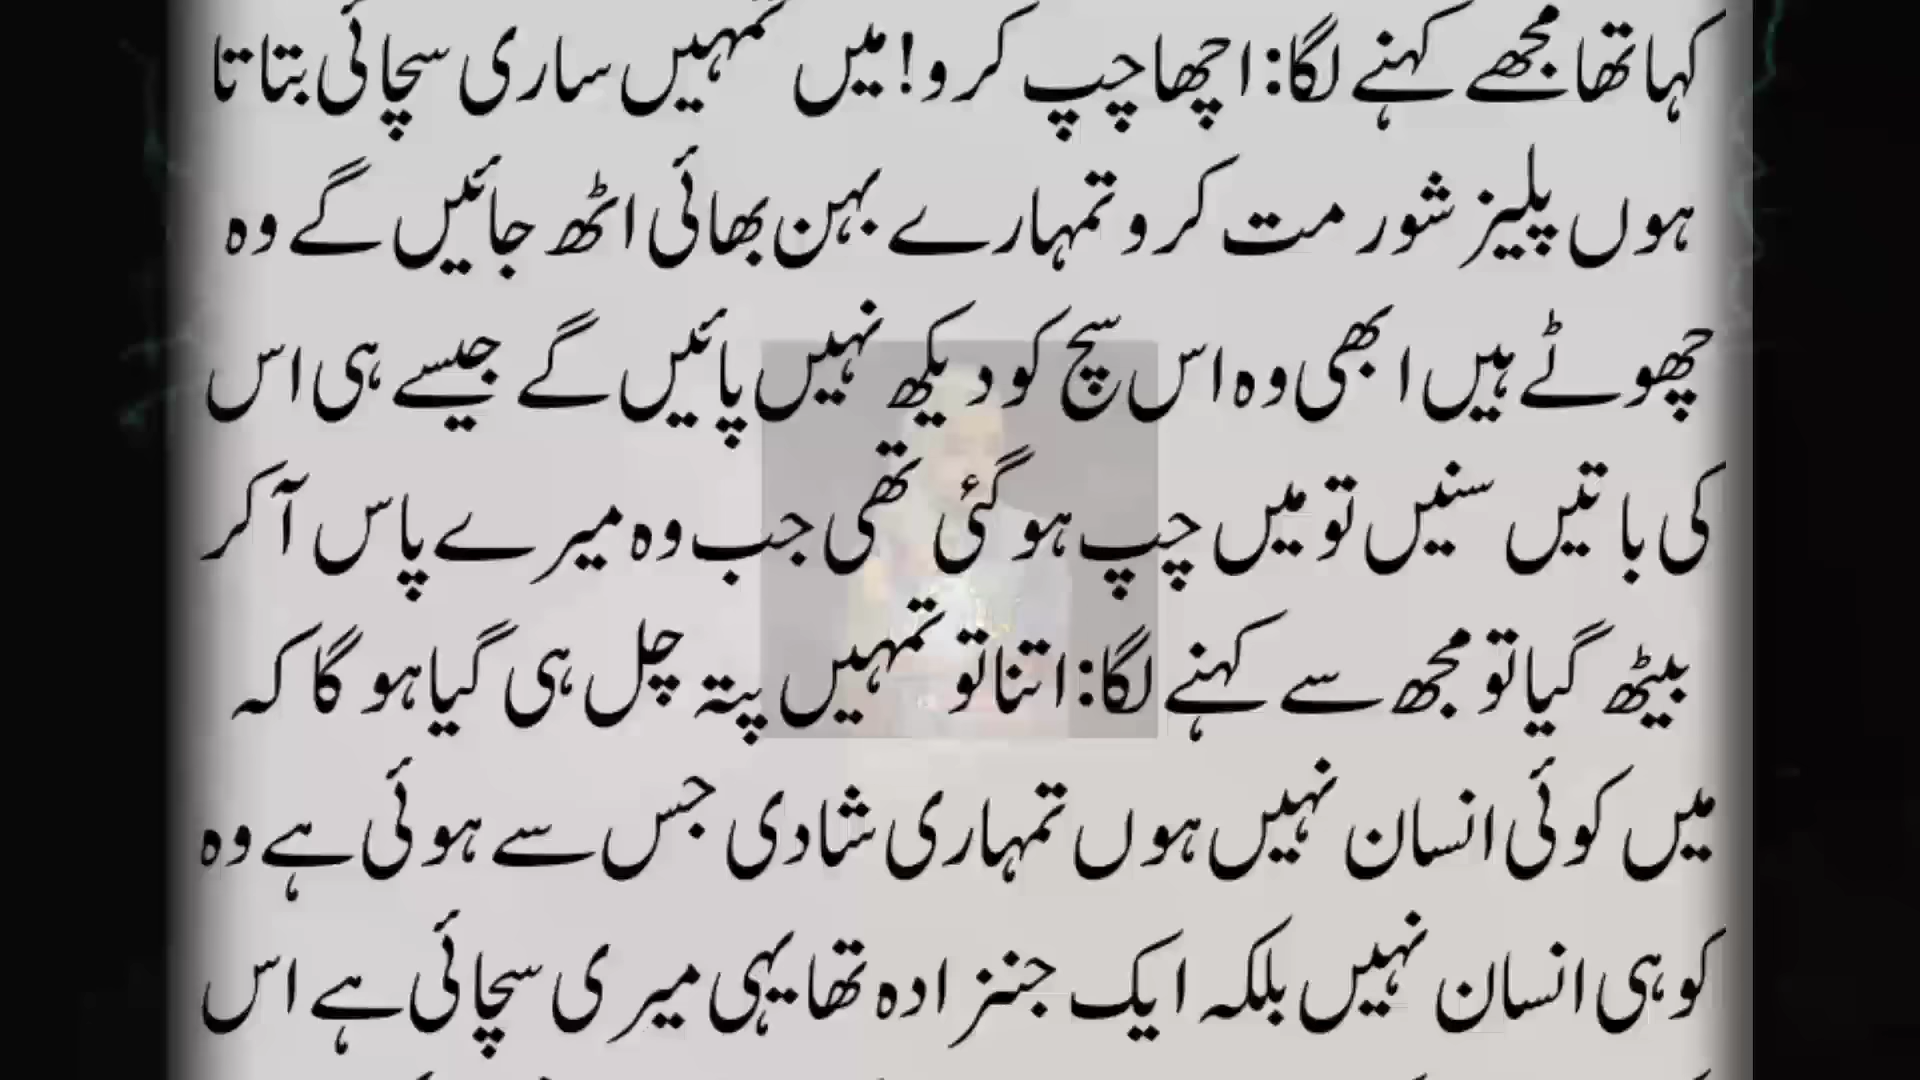 کہا تھا مجھے کہنے لگا: اچھا چپ کرو! میں تمہیں ساری سچائی بتاتا
ہوں پلیز شور مت کرو تمہارے بہن بھائی اٹھ جائیں گے وہ
چھوٹے ہیں ابھی وہ اس سچ کو دیکھ نہیں پائیں گے جیسے ہی اس
کی باتیں سنیں تو میں چپ ہو گئی تھی جب وہ میرے پاس آ کر
بیٹھ گیا تو مجھ سے کہنے لگا: اتنا تو تمہیں پتہ چل ہی گیا ہو گا کہ
میں کوئی انسان نہیں ہوں تمہاری شادی جس سے ہوئی ہے وہ
کو ہی انسان نہیں بلکہ ایک جنزادہ تھا یہی میری سچائی ہے اس